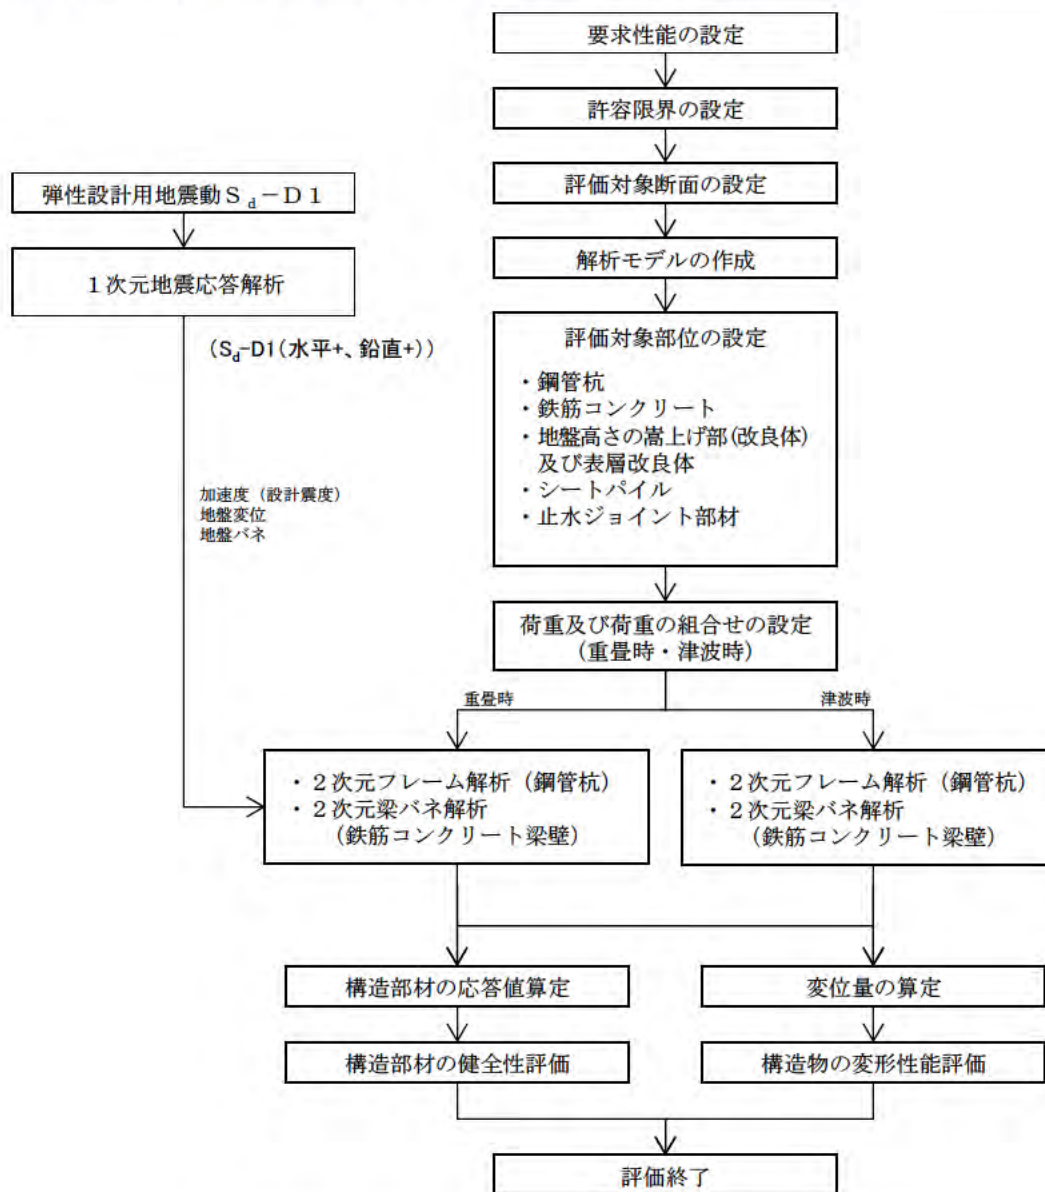 要求性能の設定
許容限界の設定
評価対象断面の設定
解析モデルの作成
弾性設計用地震動Sd－D1
1次元地震応答解析
(Sd-D1(水平+、鉛直+))
加速度（設計震度）
地盤変位
地盤バネ
評価対象部位の設定
・鋼管杭
・鉄筋コンクリート
・地盤高さの嵩上げ部(改良体)
及び表層改良体
・シートパイル
・止水ジョイント部材
荷重及び荷重の組合せの設定
(重畳時・津波時)
重畳時
津波時
・２次元フレーム解析（鋼管杭）
・２次元梁バネ解析
（鉄筋コンクリート梁壁）
・２次元フレーム解析（鋼管杭）
・２次元梁バネ解析
（鉄筋コンクリート梁壁）
構造部材の応答値算定
変位量の算定
構造部材の健全性評価
構造物の変形性能評価
評価終了